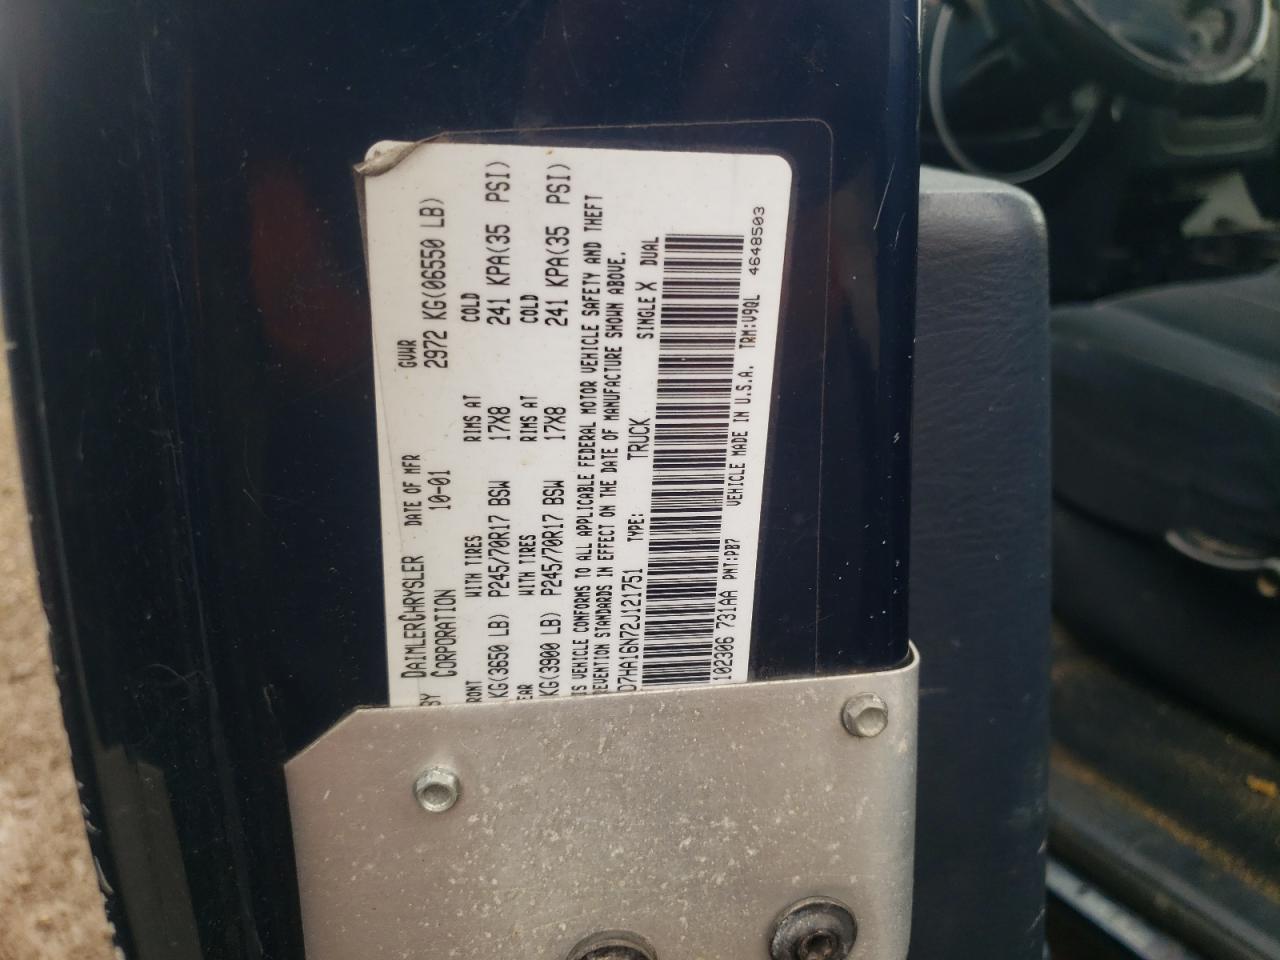 BY DAIMLERCHRYSLER DATE OF MFR GVWR
CORPORATION 10-01 2972 KG(06550 LB)
WITH TIRES RIMS AT COLD
KG(3650 LB) P245/70R17 BSW 17X8 241 KPA(35 PSI)
WITH TIRES RIMS AT COLD
KG(3900 LB) P245/70R17 BSW 17X8 241 KPA(35 PSI)
IS VEHICLE CONFORMS TO ALL APPLICABLE FEDERAL MOTOR VEHICLE SAFETY AND THEFT
EVENTION STANDARDS IN EFFECT ON THE DATE OF MANUFACTURE SHOWN ABOVE.
D7HA16N72J121751 TYPE: TRUCK SINGLE X DUAL
102306 731AA PNT:PB7 VEHICLE MADE IN U.S.A. TRM:V9QL 4648503